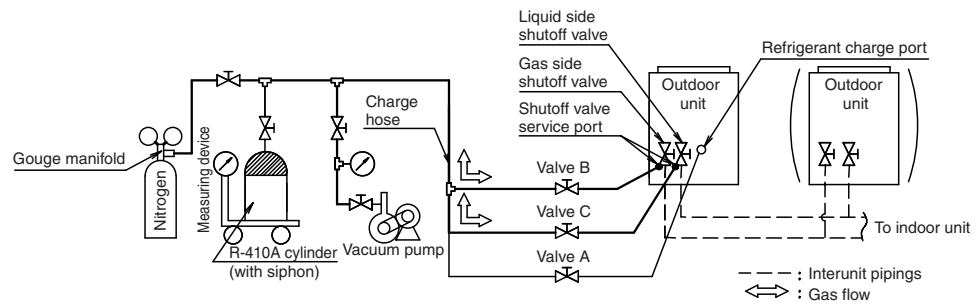 Liquid side
shutoff valve
Refrigerant charge port
Gas side
shutoff valve
Outdoor
unit
Outdoor
unit
Charge
hose
Shutoff valve
service port
Gouge manifold
Nitrogen
Measuring device
Valve B
Valve C
To indoor unit
R-410A cylinder
(with siphon)
Vacuum pump
Valve A
: Interunit pipings
: Gas flow